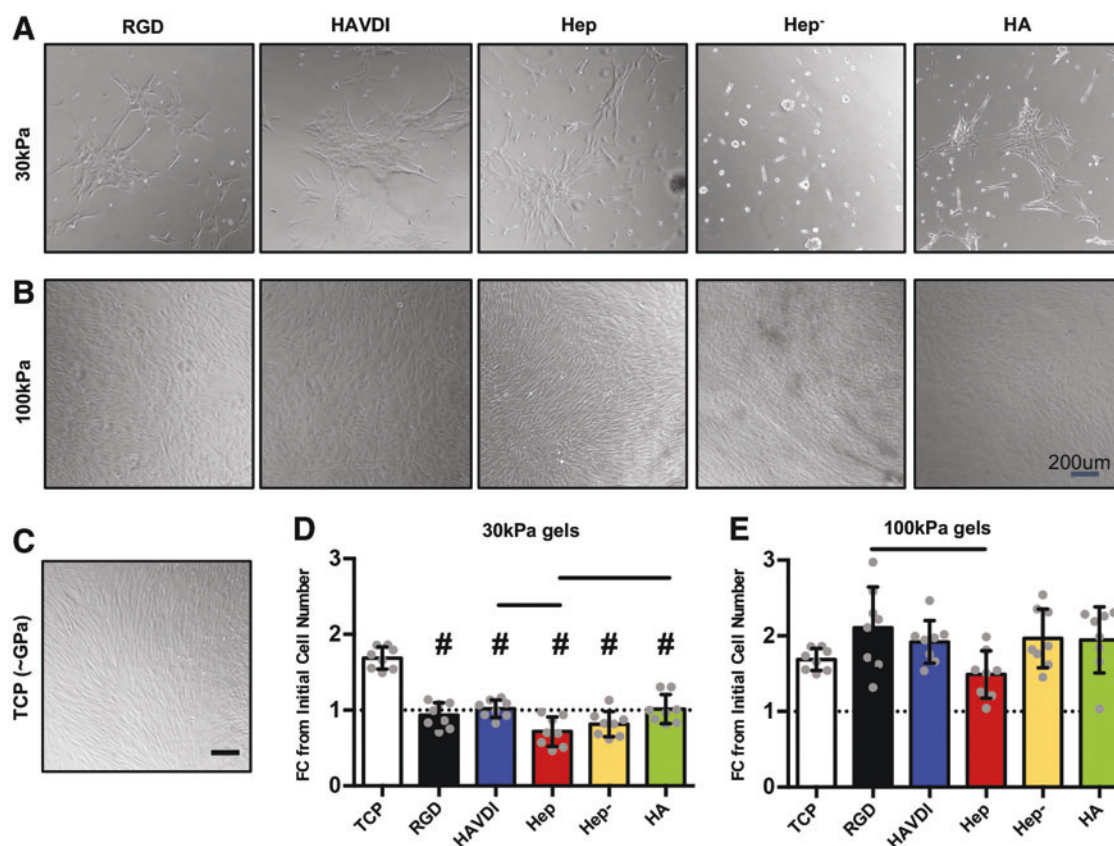 A
RGD
HAVDI
Hep
Hep-
HA
30kPa
B
100kPa
200um
C
TCP (~GPa)
D
30kPa gels
FC from Initial Cell Number
3
2
1
0
# # # # #
TCP
RGD
HAVDI
Hep
Hep-
HA
E
100kPa gels
FC from Initial Cell Number
3
2
1
0
TCP
RGD
HAVDI
Hep
Hep-
HA